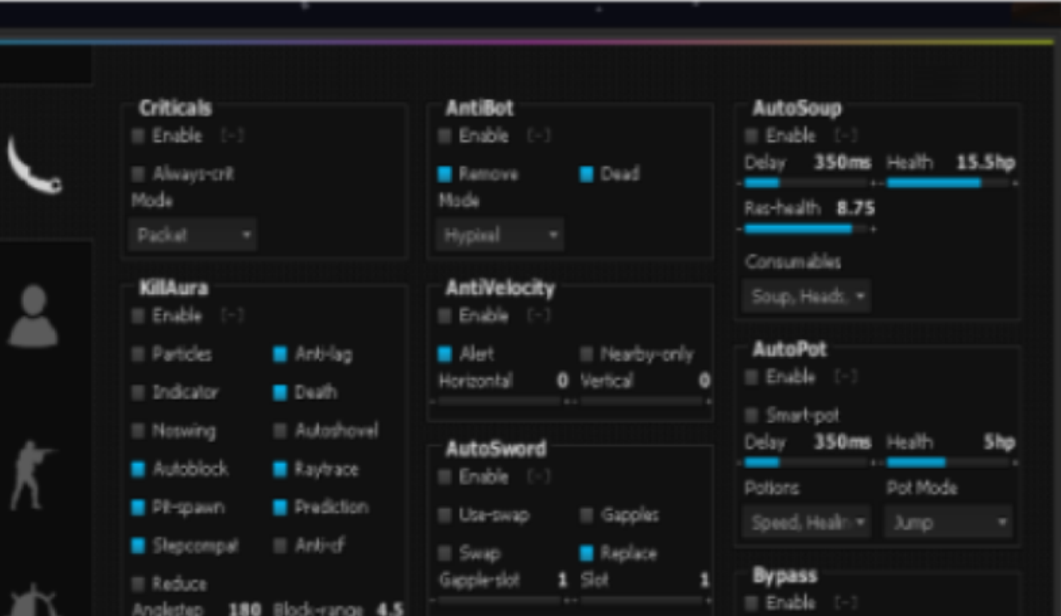 Criticals
Enable [-]
Always-crit
Mode
Packet
KillAura
Enable [-]
Particles Anti-lag
Indicator Death
Noswing Autoshovel
Autoblock Raytrace
Pit-spawn Prediction
Stepcompat Anti-cf
Reduce
Anglestep 180 Block-range 4.5
AntiBot
Enable [-]
Remove Dead
Mode
Hypixel
AntiVelocity
Enable [-]
Alert Nearby-only
Horizontal 0 Vertical 0
AutoSword
Enable [-]
Use-swap Gapples
Swap Replace
Gapple-slot 1 Slot 1
AutoSoup
Enable [-]
Delay 350ms Health 15.5hp
Res-health 8.75
Consumables
Soup, Heads,
AutoPot
Enable [-]
Smart-pot
Delay 350ms Health 5hp
Potions Pot Mode
Speed, Healin Jump
Bypass
Enable [-]